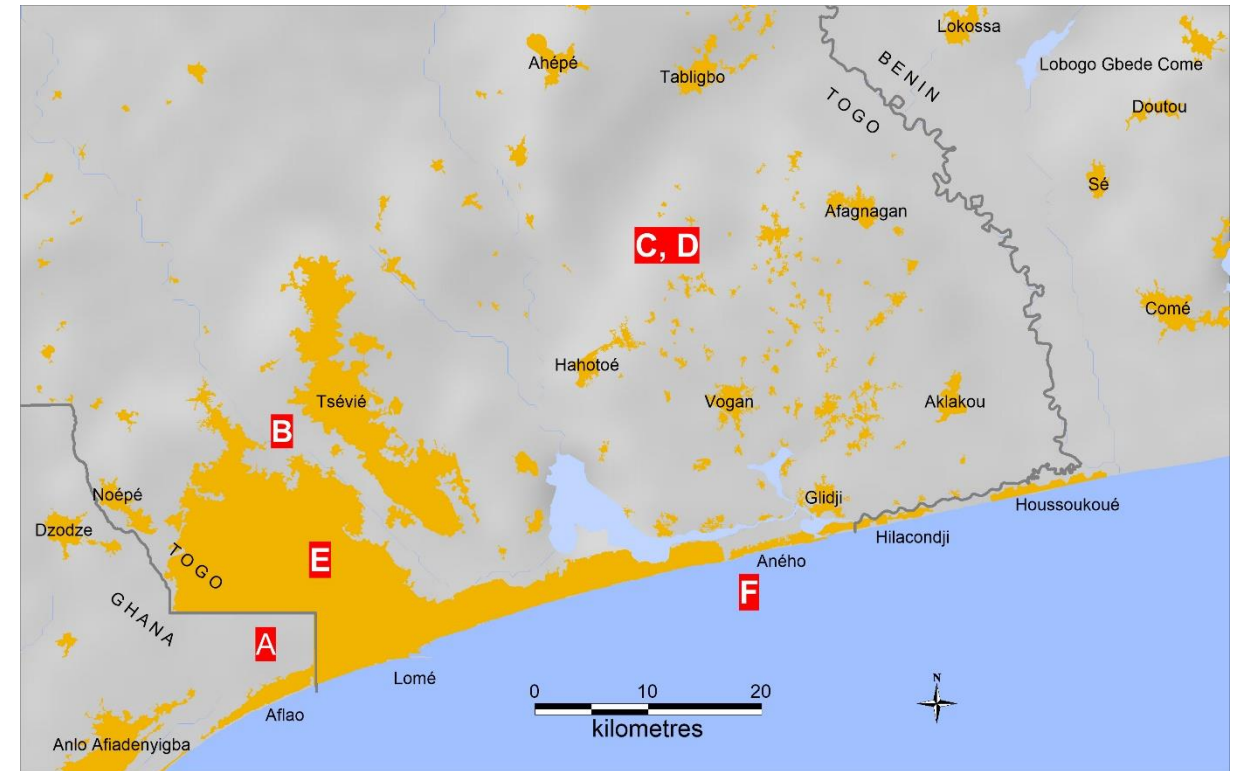 Lokossa
Ahépé
Tabligbo
BENIN
TOGO
Lobogo Gbede Come
Doutou
Sé
Afagnagan
C, D
Comé
Hahotoé
Tsévié
Vogan
Aklakou
B
Noépé
Dzodze
Glidji
Houssoukoué
Hilacondji
TOGO
E
Aného
F
GHANA
A
Lomé
Aflao
N
0 10 20
kilometres
Anlo Afiadenyigba